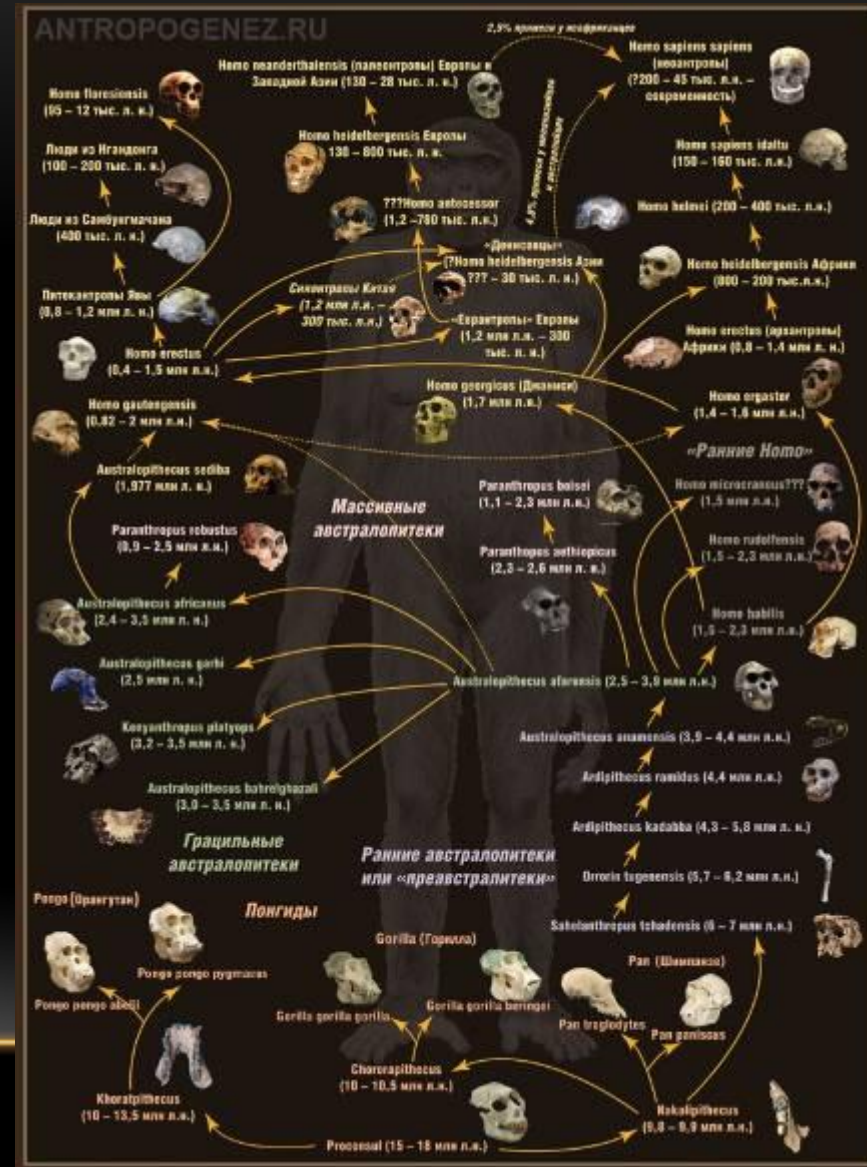 ANTROPOGENEZ.RU
2,5% примеси у неафриканцев
Homo sapiens sapiens
(неоантропы)
(?200 – 45 тыс. л.н. –
современность)
Homo neanderthalensis (палеоантропы) Европы и
Западной Азии (130 – 28 тыс. л. н.)
Homo floresiensis
(95 – 12 тыс. л. н.)
Люди из Нгандонга
(100 – 200 тыс. л. н.)
Homo heidelbergensis Европы
130 – 800 тыс. л. н.
Homo sapiens idaltu
(150 – 160 тыс. л.н.)
???Homo antecessor
(1,2 –780 тыс. л.н.)
Homo helmei (200 – 400 тыс. л.н.)
Люди из Самбунгмачана
(400 тыс. л. н.)
«Денисовцы»
(?Homo heidelbergensis Азии
??? – 30 тыс. л. н.)
Homo heidelbergensis Африки
(800 – 200 тыс.л.н.)
Питекантропы Явы
(0,8 – 1,2 млн л. н.)
Синантропы Китая
(1,2 млн л.н. –
300 тыс. л.н.)
«Еврантропы» Европы
(1,2 млн л.н. – 300
тыс. л. н.)
Homo erectus (архантропы)
Африки (0,8 – 1,4 млн л.н.)
Homo erectus
(0,4 – 1,5 млн л.н.)
Homo georgicus (Дманиси)
(1,7 млн л.н.)
Homo ergaster
(1,4 – 1,8 млн л.н.)
Homo gautengensis
(0,82 – 2 млн л.н.)
«Ранние Homo»
Australopithecus sediba
(1,977 млн л. н.)
Homo microcranous???
(1,5 млн л.н.)
Paranthropus boisei
(1,1 – 2,3 млн л.н.)
Массивные
австралопитеки
Paranthropus robustus
(0,9 – 2,5 млн л.н.)
Homo rudolfensis
(1,5 – 2,3 млн л.н.)
Paranthopus aethiopicus
(2,3 – 2,6 млн л.н.)
Australopithecus africanus
(2,4 – 3,5 млн л. н.)
Homo habilis
(1,5 – 2,3 млн л.н.)
Australopithecus garhi
(2,5 млн л. н.)
Australopithecus afarensis (2,5 – 3,9 млн л.н.)
Kenyanthropus platyops
(3,2 – 3,5 млн л. н.)
Australopithecus anamensis (3,9 – 4,4 млн л.н.)
Australopithecus bahrelghazali
(3,0 – 3,5 млн л. н.)
Ardipithecus ramidus (4,4 млн л.н.)
Ardipithecus kadabba (4,3 – 5,8 млн л. н.)
Грацильные
австралопитеки
Ранние австралопитеки
или «преавстралитеки»
Orrorin tugenensis (5,7 – 6,2 млн л.н.)
Sahelanthropus tchadensis (6 – 7 млн л.н.)
Понгиды
Pongo (Орангутан)
Gorilla (Горилла)
Pan (Шимпанзе)
Pongo pongo pygmaeus
Pongo pongo abelii
Gorilla gorilla gorilla
Gorilla gorilla beringei
Pan troglodytes
Pan paniscus
Khoratpithecus
(10 – 13,5 млн л.н.)
Chororapithecus
(10 – 10,5 млн л.н.)
Nakalipithecus
(9,8 – 9,9 млн л.н.)
Proconsul (15 – 18 млн л.н.)